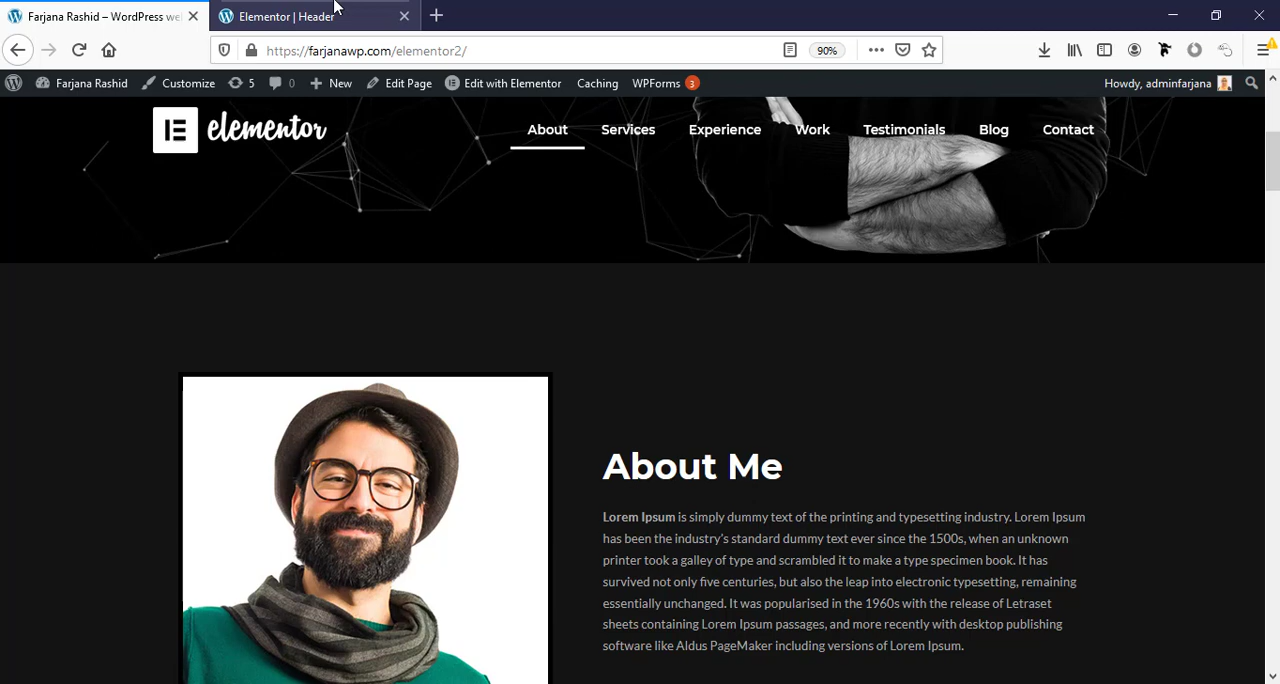 Farjana Rashid – WordPress we
Elementor | Header
https://farjanawp.com/elementor2/
90%
Farjana Rashid
Customize
5
0
New
Edit Page
Edit with Elementor
Caching
WPForms 3
Howdy, adminfarjana
elementor
About
Services
Experience
Work
Testimonials
Blog
Contact
About Me
Lorem Ipsum is simply dummy text of the printing and typesetting industry. Lorem Ipsum
has been the industry's standard dummy text ever since the 1500s, when an unknown
printer took a galley of type and scrambled it to make a type specimen book. It has
survived not only five centuries, but also the leap into electronic typesetting, remaining
essentially unchanged. It was popularised in the 1960s with the release of Letraset
sheets containing Lorem Ipsum passages, and more recently with desktop publishing
software like Aldus PageMaker including versions of Lorem Ipsum.